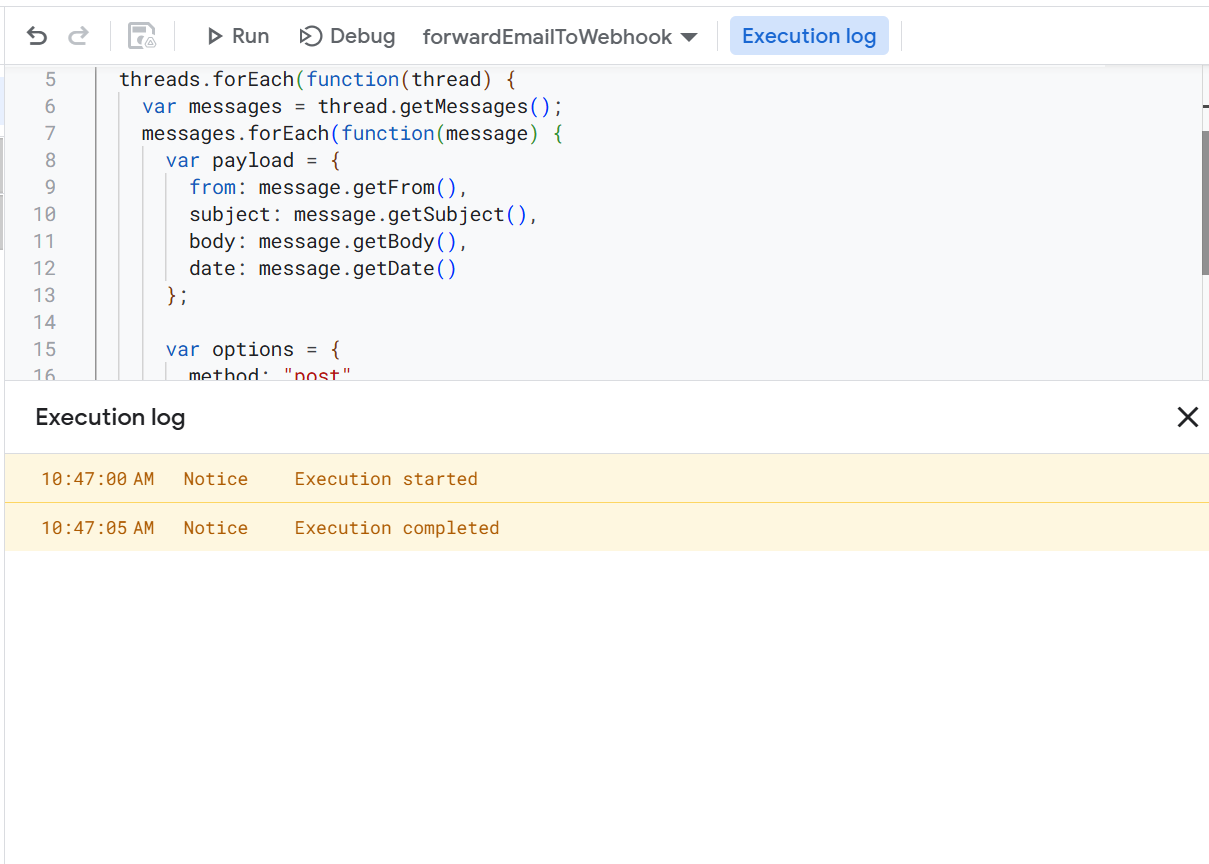 Run Debug forwardEmailToWebhook Execution log
5 threads.forEach(function(thread) {
6 var messages = thread.getMessages();
7 messages.forEach(function(message) {
8 var payload = {
9 from: message.getFrom(),
10 subject: message.getSubject(),
11 body: message.getBody(),
12 date: message.getDate()
13 };
14
15 var options = {
16 method: "post"
Execution log
10:47:00 AM Notice Execution started
10:47:05 AM Notice Execution completed